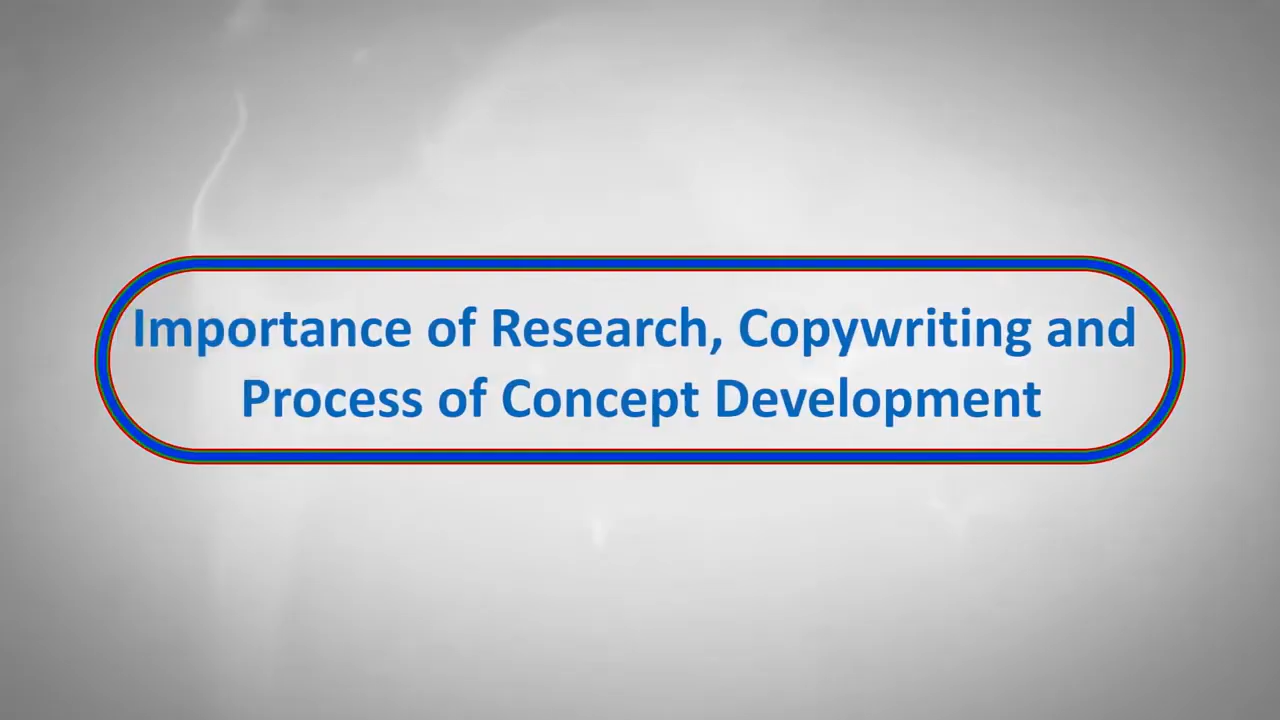 Importance of Research, Copywriting and
Process of Concept Development